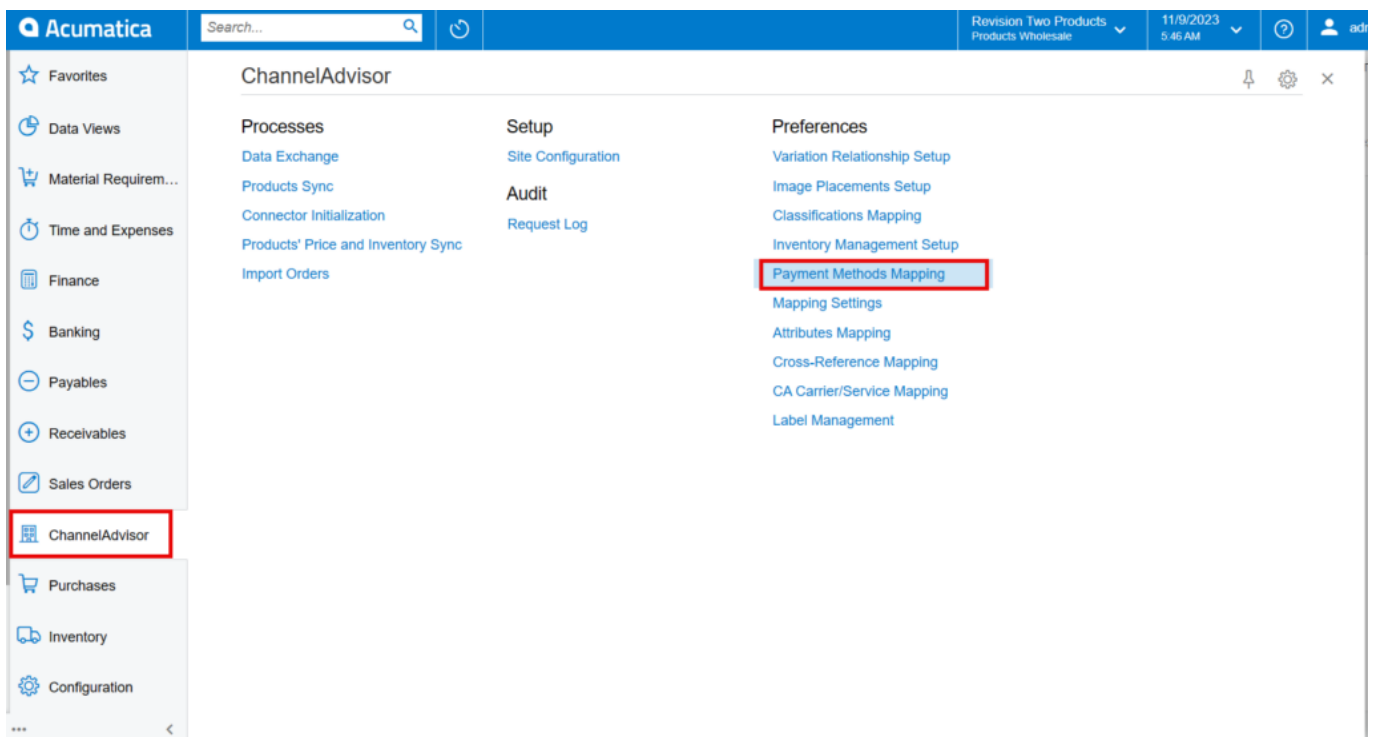 Acumatica
Search...
Revision Two Products
Products Wholesale
11/9/2023
5:46 AM
Favorites
Data Views
Material Requirem...
Time and Expenses
Finance
Banking
Payables
Receivables
Sales Orders
ChannelAdvisor
Purchases
Inventory
Configuration
ChannelAdvisor
Processes
Data Exchange
Products Sync
Connector Initialization
Products' Price and Inventory Sync
Import Orders
Setup
Site Configuration
Audit
Request Log
Preferences
Variation Relationship Setup
Image Placements Setup
Classifications Mapping
Inventory Management Setup
Payment Methods Mapping
Mapping Settings
Attributes Mapping
Cross-Reference Mapping
CA Carrier/Service Mapping
Label Management